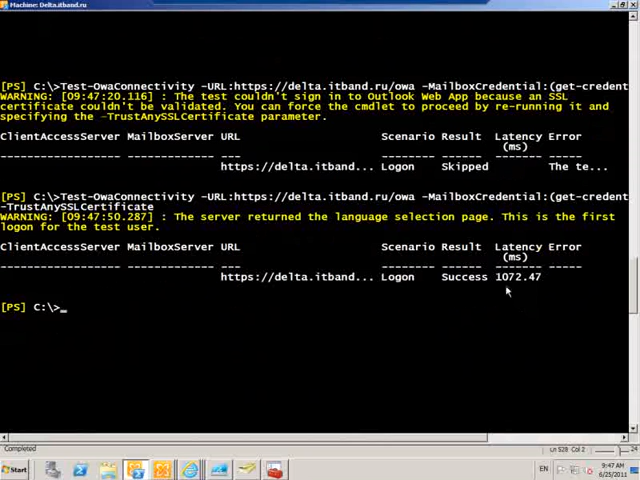 Machine: Delta.itband.ru
[PS] C:\>Test-OwaConnectivity -URL:https://delta.itband.ru/owa -MailboxCredential:(get-credent
WARNING: [09:47:20.116] : The test couldn't sign in to Outlook Web App because an SSL
certificate couldn't be validated. You can force the cmdlet to proceed by re-running it and
specifying the -TrustAnySSLCertificate parameter.
ClientAccessServer MailboxServer URL Scenario Result Latency Error
(ms)
------------------ ------------- --- -------- ------ ------- -----
https://delta.itband... Logon Skipped The te...
[PS] C:\>Test-OwaConnectivity -URL:https://delta.itband.ru/owa -MailboxCredential:(get-credent
-TrustAnySSLCertificate
WARNING: [09:47:50.287] : The server returned the language selection page. This is the first
logon for the test user.
ClientAccessServer MailboxServer URL Scenario Result Latency Error
(ms)
------------------ ------------- --- -------- ------ ------- -----
https://delta.itband... Logon Success 1072.47
[PS] C:\>_
Completed Ln 528 Col 2 24
Start EN 9:47 AM
6/25/2011